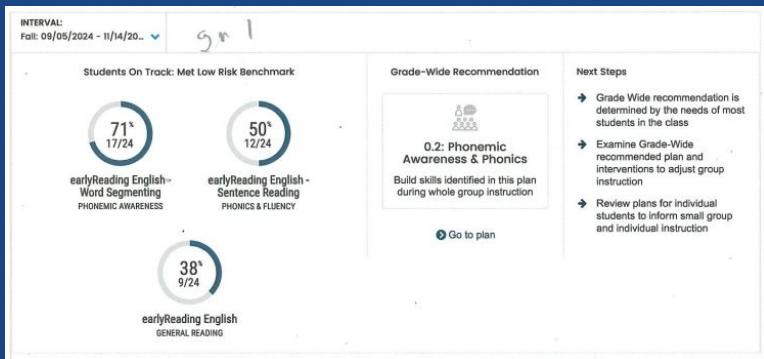 INTERVAL:
Fall: 09/05/2024 - 11/14/20..
gr 1
Students On Track: Met Low Risk Benchmark
71%
17/24
earlyReading English -
Word Segmenting
PHONEMIC AWARENESS
50%
12/24
earlyReading English -
Sentence Reading
PHONICS & FLUENCY
38%
9/24
earlyReading English
GENERAL READING
Grade-Wide Recommendation
0.2: Phonemic
Awareness & Phonics
Build skills identified in this plan
during whole group instruction
Go to plan
Next Steps
Grade Wide recommendation is
determined by the needs of most
students in the class
Examine Grade-Wide
recommended plan and
interventions to adjust group
instruction
Review plans for individual
students to inform small group
and individual instruction